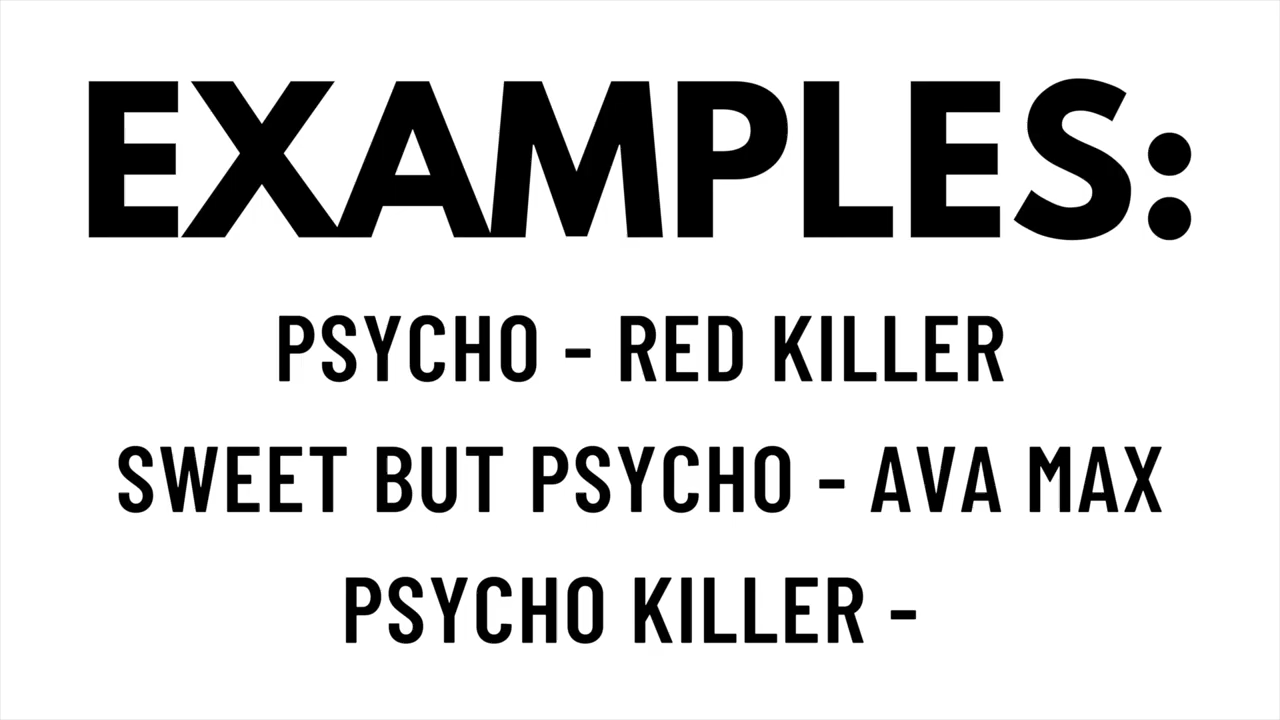 EXAMPLES:
PSYCHO - RED KILLER
SWEET BUT PSYCHO - AVA MAX
PSYCHO KILLER -